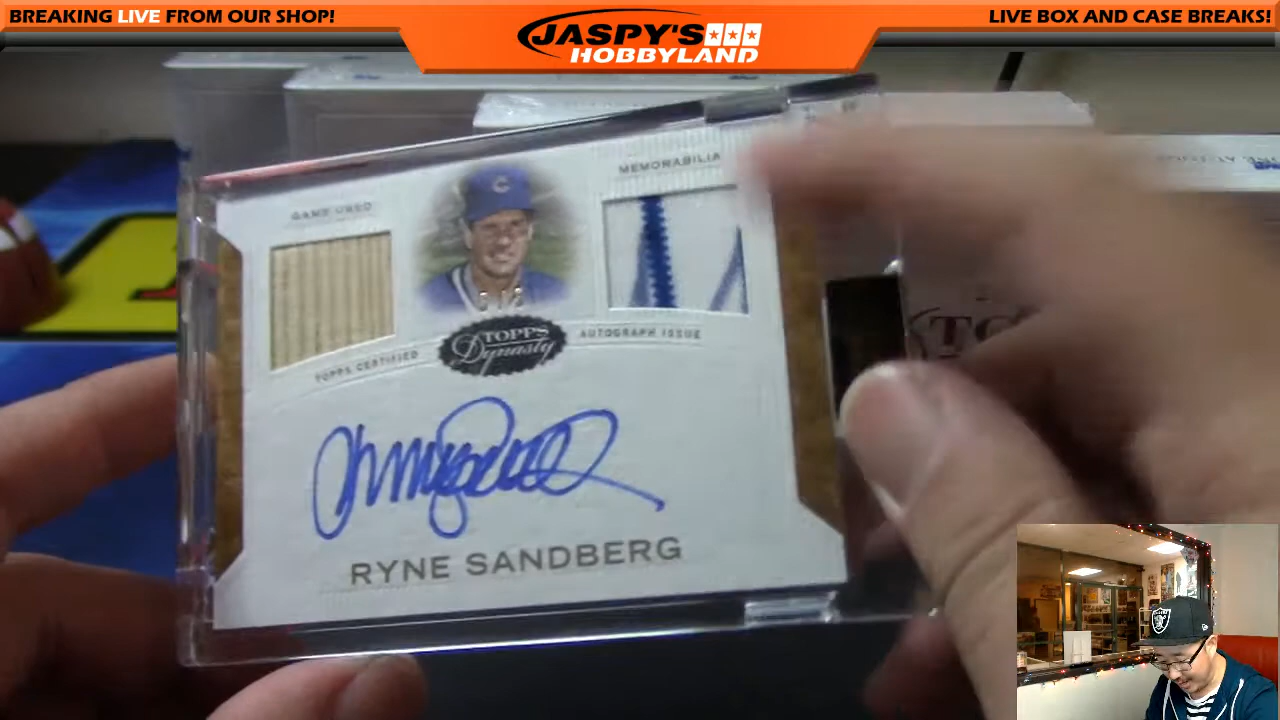 BREAKING LIVE FROM OUR SHOP!
JASPY'S
HOBBYLAND
LIVE BOX AND CASE BREAKS!
GAME USED
MEMORABILIA
C
TOPPS CERTIFIED
TOPPS
Dynasty
AUTOGRAPH ISSUE
RYNE SANDBERG